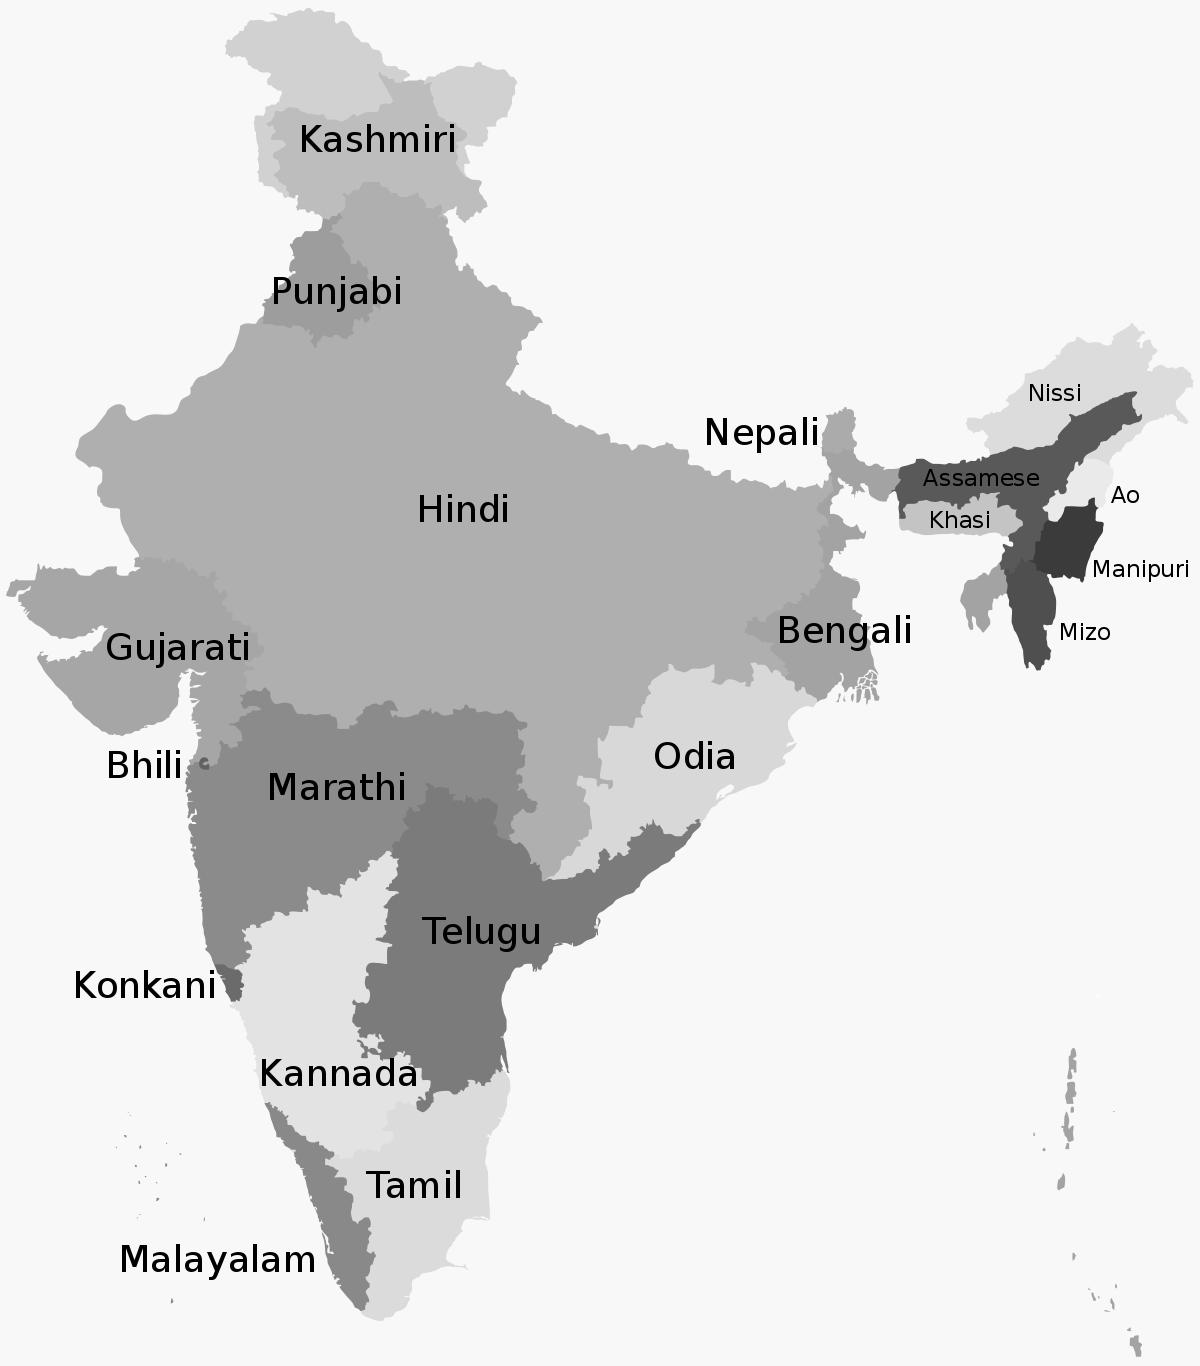 Kashmiri
Punjabi
Nissi
Nepali
Assamese
Ao
Hindi
Khasi
Manipuri
Bengali
Mizo
Gujarati
Odia
Bhili
Marathi
Telugu
Konkani
Kannada
Tamil
Malayalam